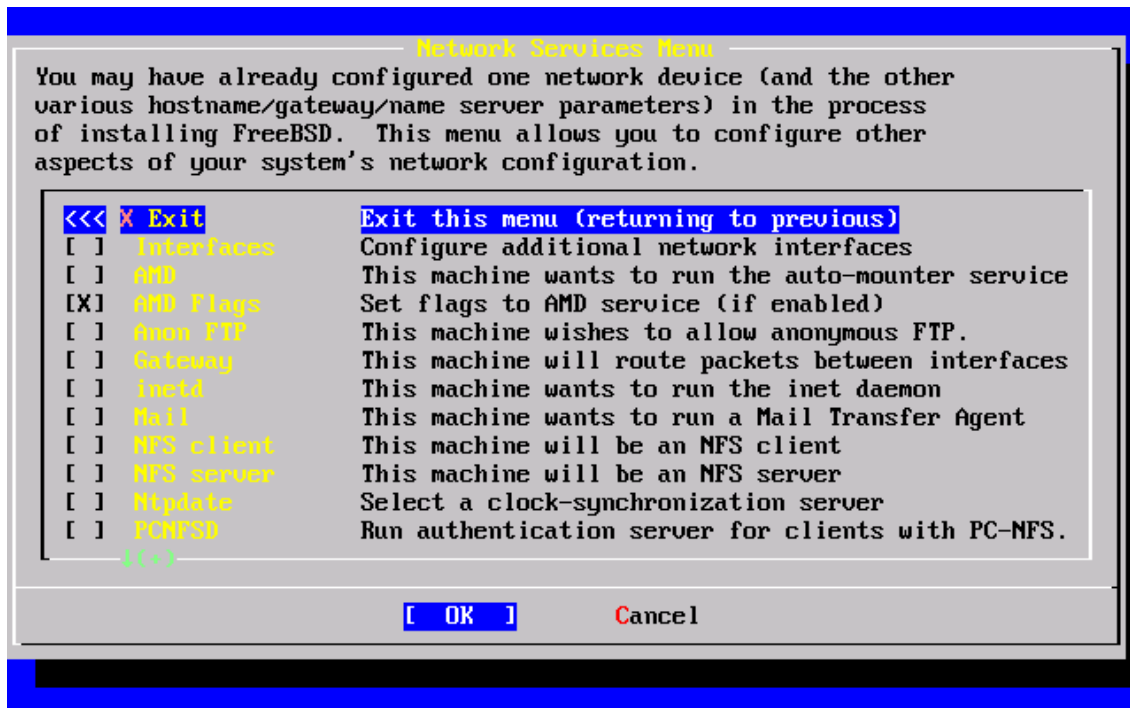 Network Services Menu
You may have already configured one network device (and the other
various hostname/gateway/name server parameters) in the process
of installing FreeBSD.  This menu allows you to configure other
aspects of your system's network configuration.
<<< X Exit Exit this menu (returning to previous)
[ ] Interfaces Configure additional network interfaces
[ ] AMD This machine wants to run the auto-mounter service
[X] AMD Flags Set flags to AMD service (if enabled)
[ ] Anon FTP This machine wishes to allow anonymous FTP.
[ ] Gateway This machine will route packets between interfaces
[ ] inetd This machine wants to run the inet daemon
[ ] Mail This machine wants to run a Mail Transfer Agent
[ ] NFS client This machine will be an NFS client
[ ] NFS server This machine will be an NFS server
[ ] Ntpdate Select a clock-synchronization server
[ ] PCNFSD Run authentication server for clients with PC-NFS.
↓(+)
[ OK ] Cancel